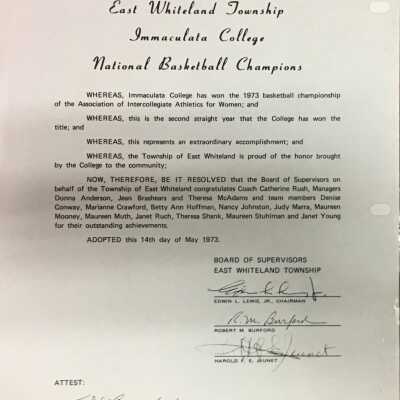 East Whiteland Township
Immaculata College
National Basketball Champions
WHEREAS, Immaculata College has won the 1973 basketball championship
of the Association of Intercollegiate Athletics for Women; and
WHEREAS, this is the second straight year that the College has won the
title; and
WHEREAS, this represents an extraordinary accomplishment; and
WHEREAS, the Township of East Whiteland is proud of the honor brought
by the College to the community;
NOW, THEREFORE, BE IT RESOLVED that the Board of Supervisors on
behalf of the Township of East Whiteland congratulates Coach Catherine Rush, Managers
Donna Anderson, Jean Brashears and Theresa McAdams and team members Denise
Conway, Marianne Crawford, Betty Ann Hoffman, Nancy Johnston, Judy Marra, Maureen
Mooney, Maureen Muth, Janet Ruch, Theresa Shank, Maureen Stuhlman and Janet Young
for their outstanding achievements.
ADOPTED this 14th day of May 1973.
BOARD OF SUPERVISORS
EAST WHITELAND TOWNSHIP
EDWIN L. LEWIS, JR., CHAIRMAN
R. M. Burford
ROBERT M. BURFORD
HAROLD F. E. JEUNET
ATTEST: